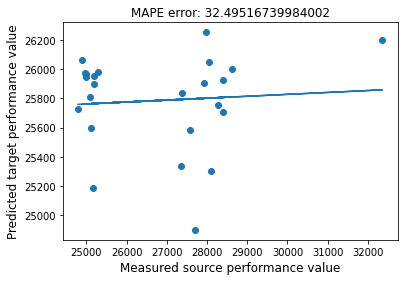 MAPE error: 32.49516739984002
Predicted target performance value
26200
26000
25800
25600
25400
25200
25000
25000 26000 27000 28000 29000 30000 31000 32000
Measured source performance value